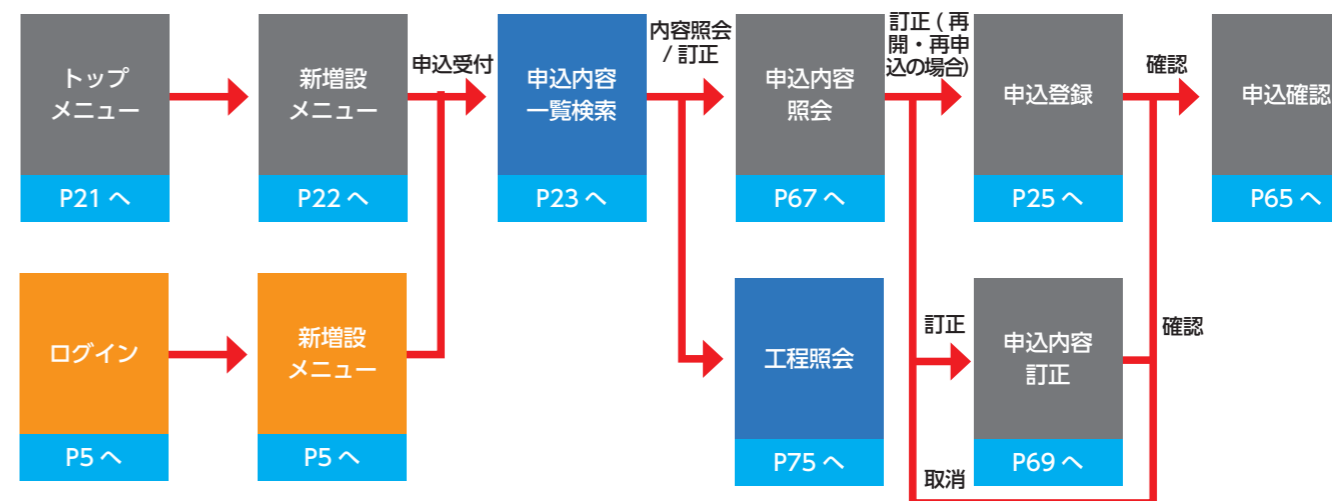 トップ
メニュー
P21 へ
新増設
メニュー
P22 へ
申込受付
申込内容
一覧検索
P23 へ
内容照会
/ 訂正
申込内容
照会
P67 へ
訂正 ( 再
開・再申
込の場合)
申込登録
P25 へ
確認
申込確認
P65 へ
ログイン
P5 へ
新増設
メニュー
P5 へ
工程照会
P75 へ
訂正
申込内容
訂正
P69 へ
確認
取消